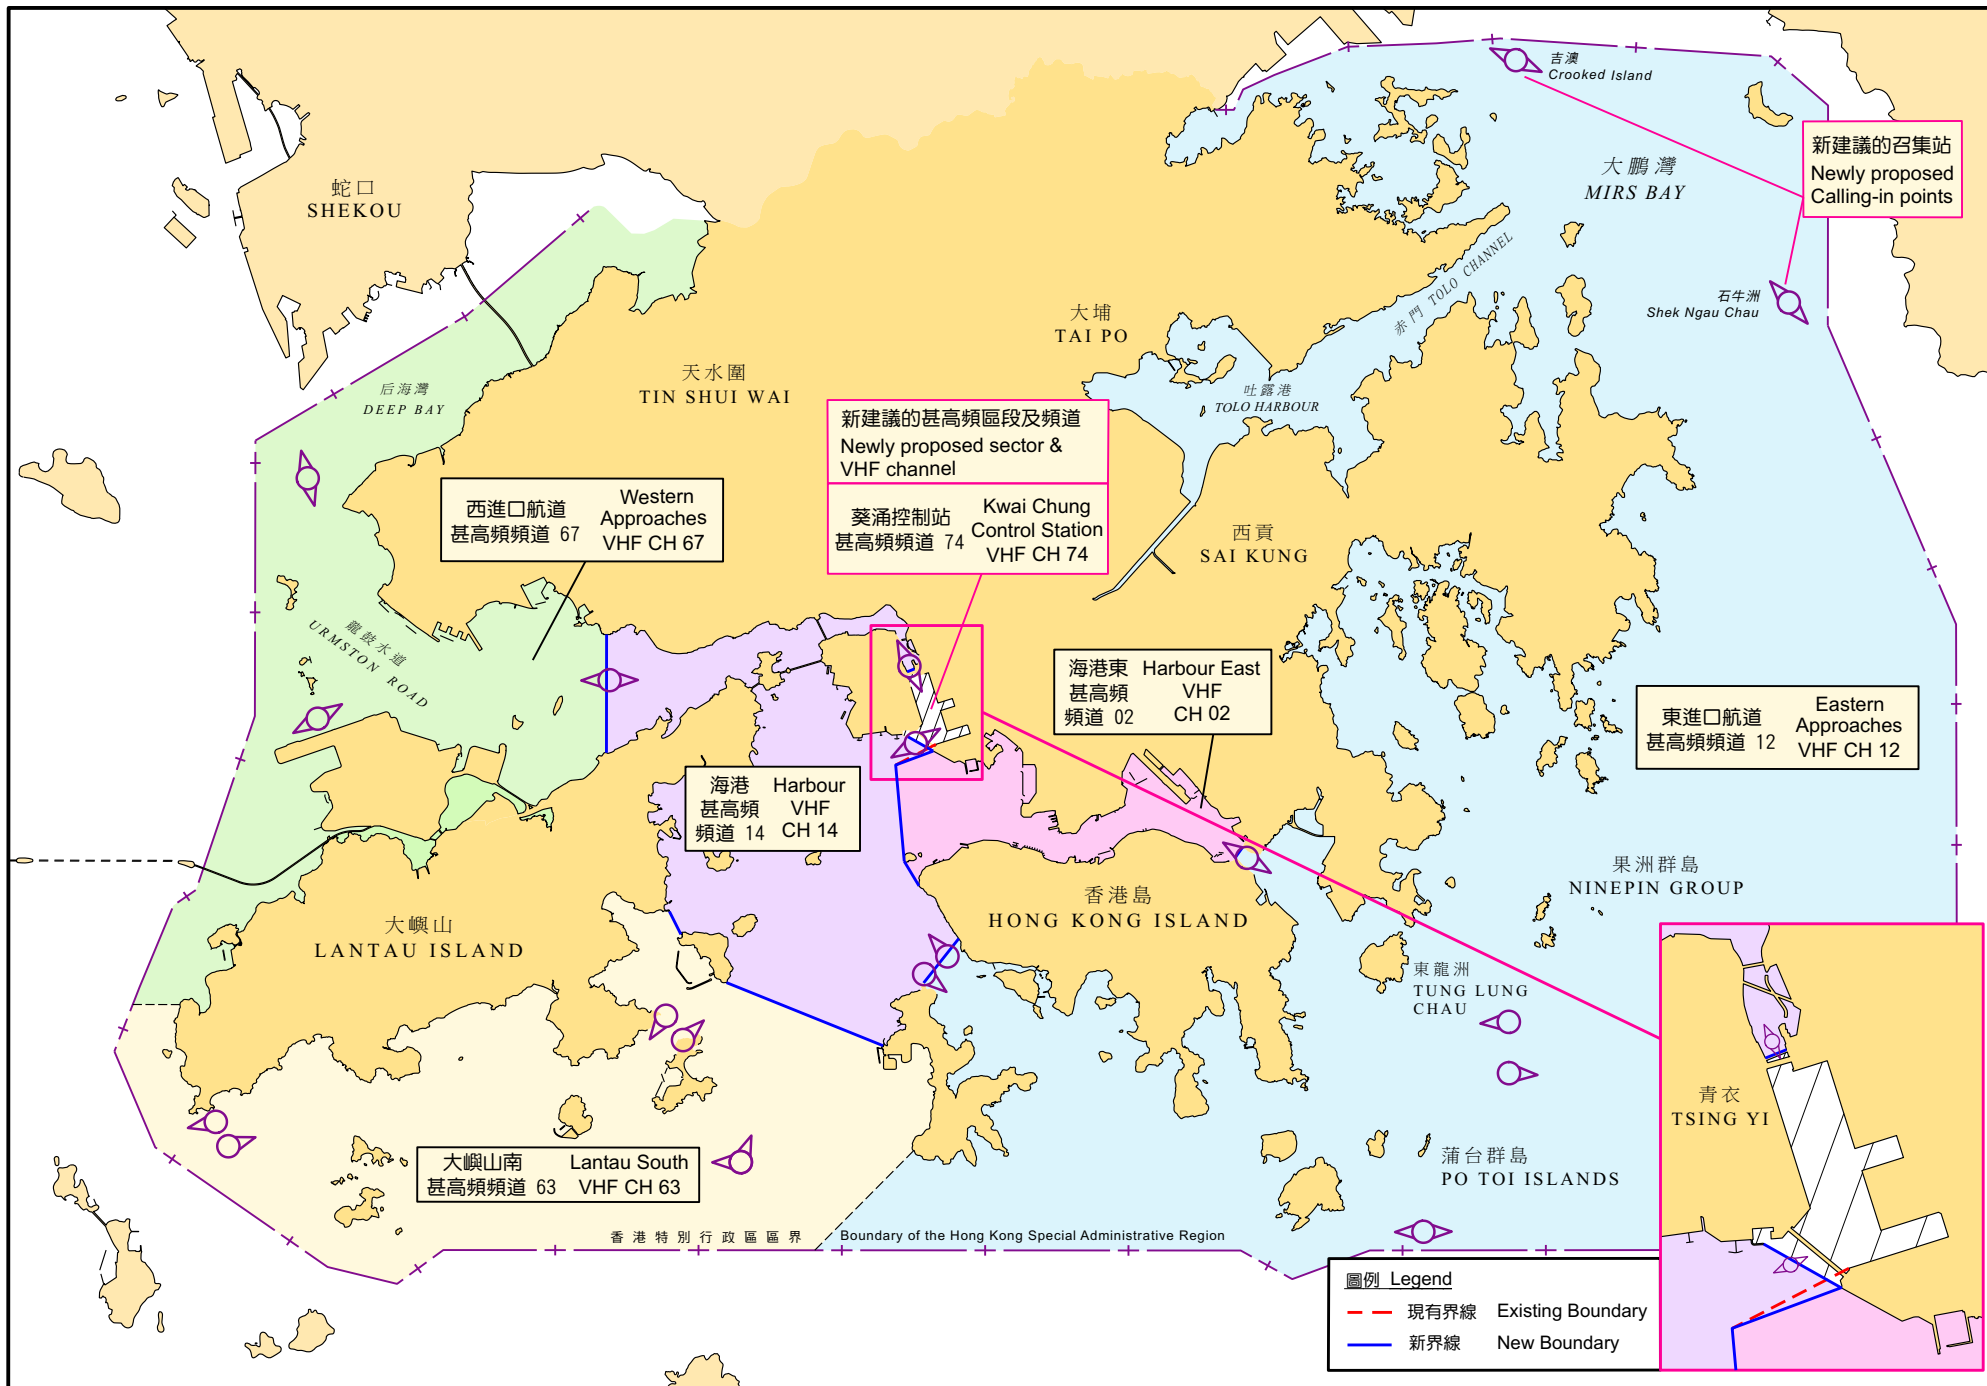 吉澳
Crooked Island
新建議的召集站
Newly proposed
Calling-in points
大鵬灣
MIRS BAY
蛇口
SHEKOU
赤門 TOLO CHANNEL
石牛洲
Shek Ngau Chau
大埔
TAI PO
天水圍
TIN SHUI WAI
后海灣
DEEP BAY
吐露港
TOLO HARBOUR
新建議的甚高頻區段及頻道
Newly proposed sector &
VHF channel
葵涌控制站
甚高頻頻道 74
Kwai Chung
Control Station
VHF CH 74
西進口航道
甚高頻頻道 67
Western
Approaches
VHF CH 67
西貢
SAI KUNG
龍鼓水道
URMSTON ROAD
海港東
甚高頻
頻道 02
Harbour East
VHF
CH 02
東進口航道
甚高頻頻道 12
Eastern
Approaches
VHF CH 12
海港
甚高頻
頻道 14
Harbour
VHF
CH 14
果洲群島
NINEPIN GROUP
香港島
HONG KONG ISLAND
大嶼山
LANTAU ISLAND
東龍洲
TUNG LUNG
CHAU
青衣
TSING YI
大嶼山南
甚高頻頻道 63
Lantau South
VHF CH 63
蒲台群島
PO TOI ISLANDS
香港特別行政區區界
Boundary of the Hong Kong Special Administrative Region
圖例 Legend
現有界線 Existing Boundary
新界線 New Boundary